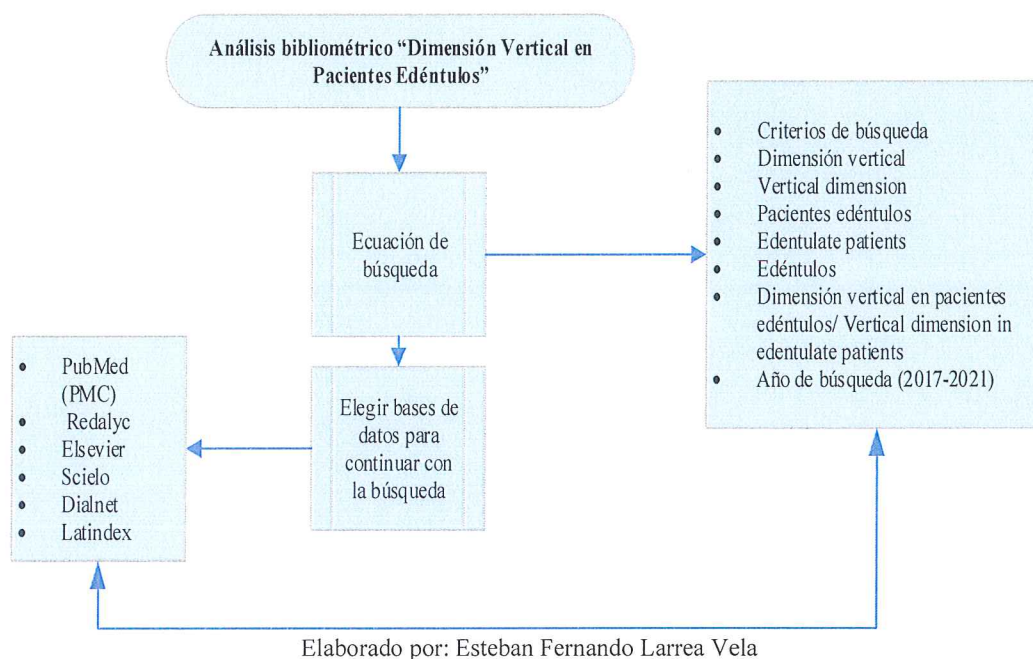 Análisis bibliométrico “Dimensión Vertical en
Pacientes Edéntulos”
Ecuación de
búsqueda
Criterios de búsqueda
Dimensión vertical
Vertical dimension
Pacientes edéntulos
Edentulate patients
Edéntulos
Dimensión vertical en pacientes
edéntulos/ Vertical dimension in
edentulate patients
Año de búsqueda (2017-2021)
Elegir bases de
datos para
continuar con
la búsqueda
PubMed
(PMC)
Redalyc
Elsevier
Scielo
Dialnet
Latindex
Elaborado por: Esteban Fernando Larrea Vela